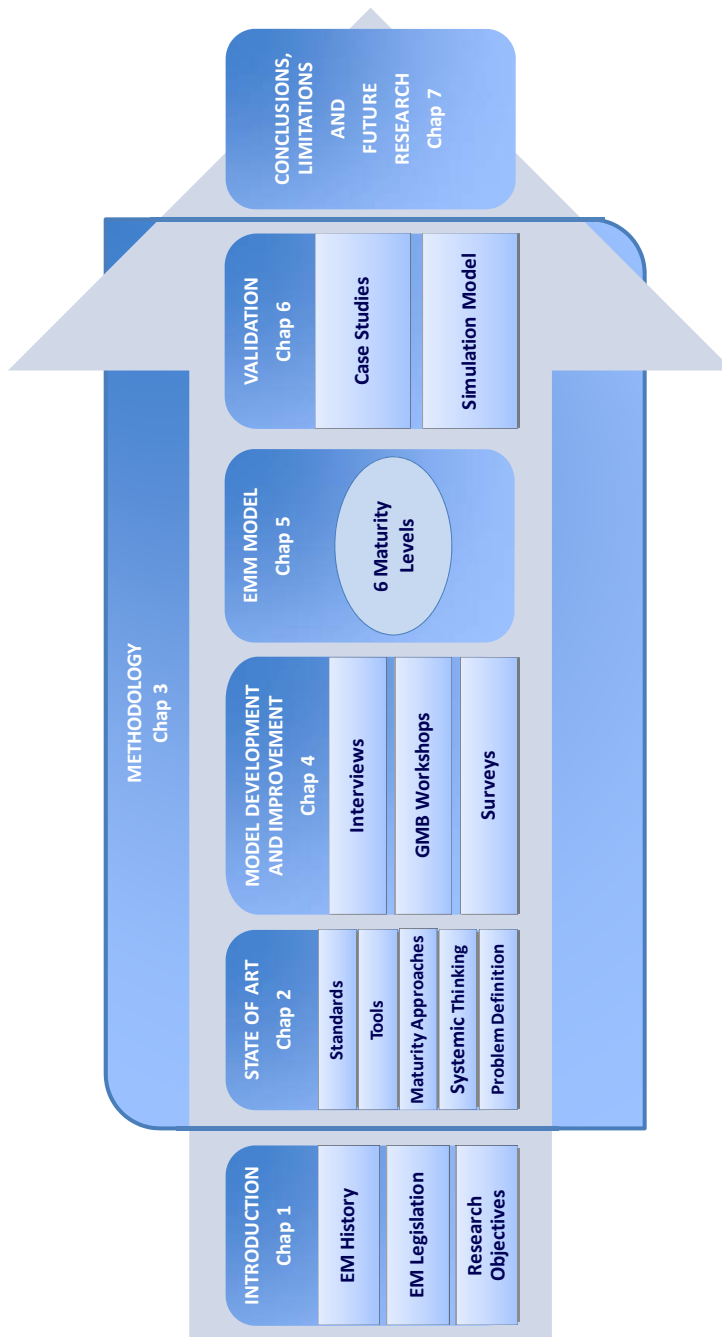 METHODOLOGY
Chap 3
INTRODUCTION
Chap 1
EM History
EM Legislation
Research
Objectives
STATE OF ART
Chap 2
Standards
Tools
Maturity Approaches
Systemic Thinking
Problem Definition
MODEL DEVELOPMENT
AND IMPROVEMENT
Chap 4
Interviews
GMB Workshops
Surveys
EMM MODEL
Chap 5
6 Maturity
Levels
VALIDATION
Chap 6
Case Studies
Simulation Model
CONCLUSIONS,
LIMITATIONS
AND
FUTURE
RESEARCH
Chap 7